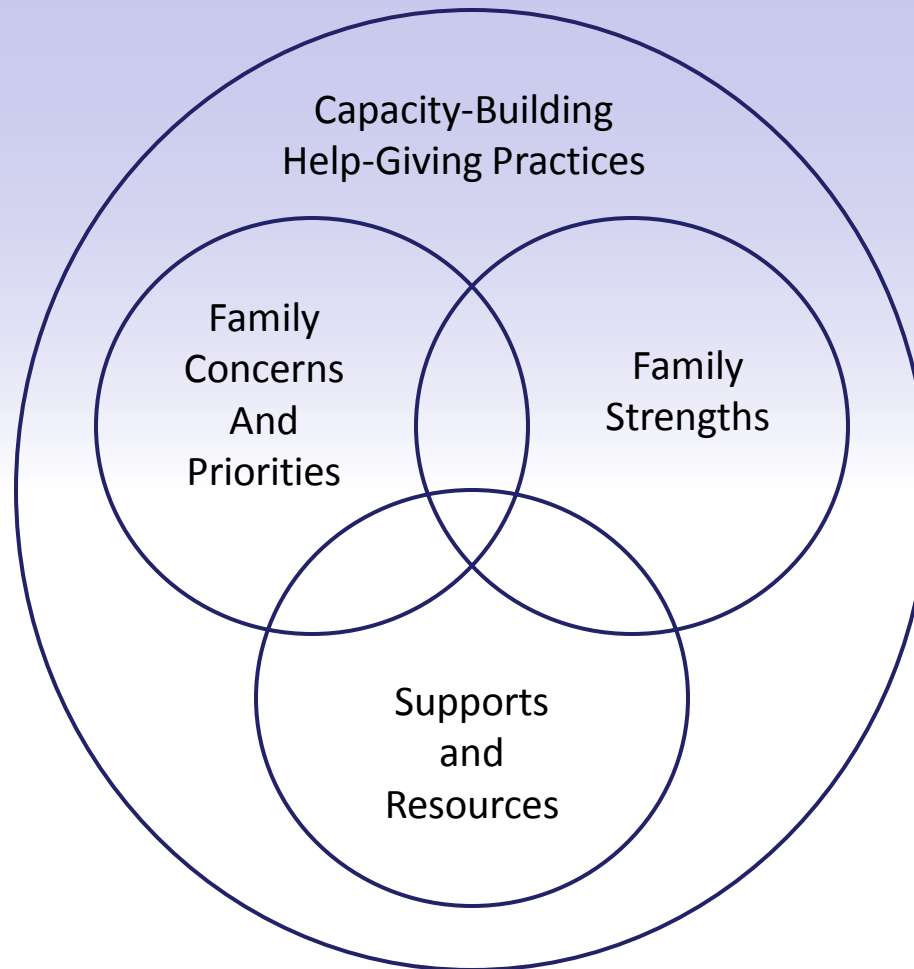 Capacity-Building
Help-Giving Practices
Family
Concerns
And
Priorities
Family
Strengths
Supports
and
Resources